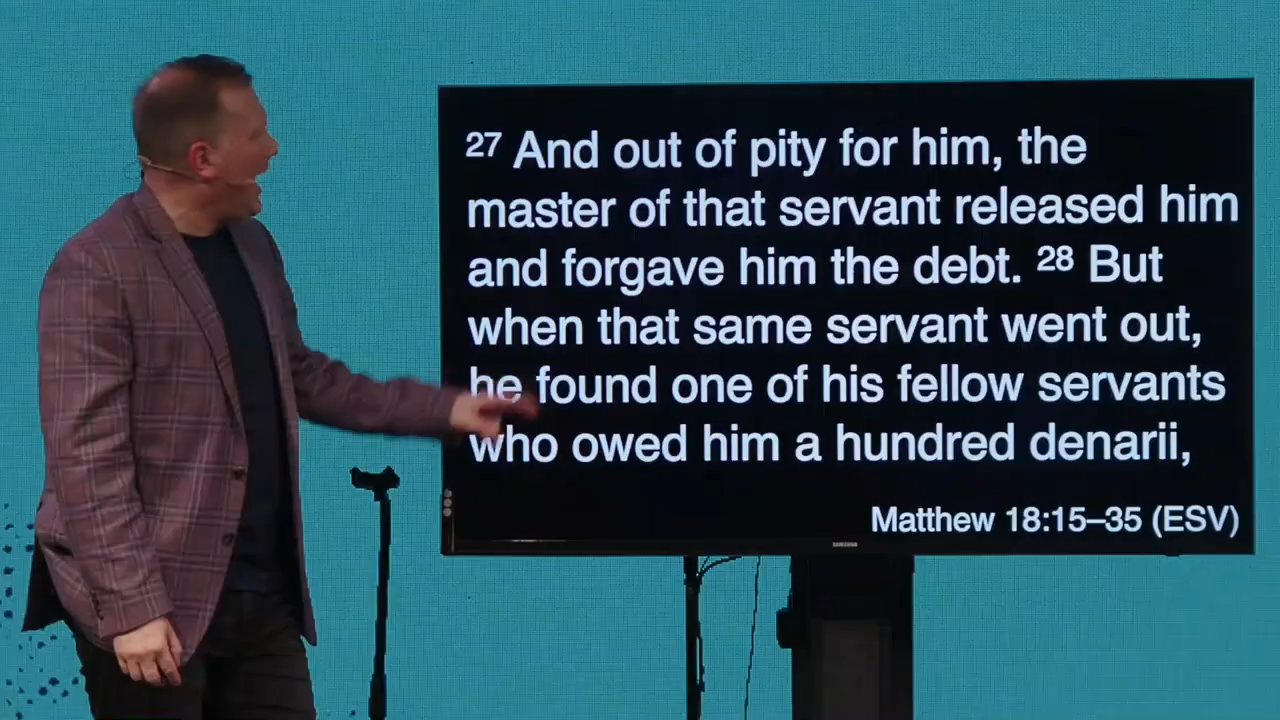 27 And out of pity for him, the
master of that servant released him
and forgave him the debt. 28 But
when that same servant went out,
he found one of his fellow servants
who owed him a hundred denarii,
Matthew 18:15–35 (ESV)
SAMSUNG